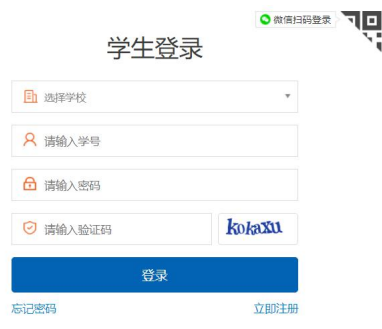 微信扫码登录
学生登录
选择学校
请输入学号
请输入密码
请输入验证码
kokaxu
登录
忘记密码
立即注册